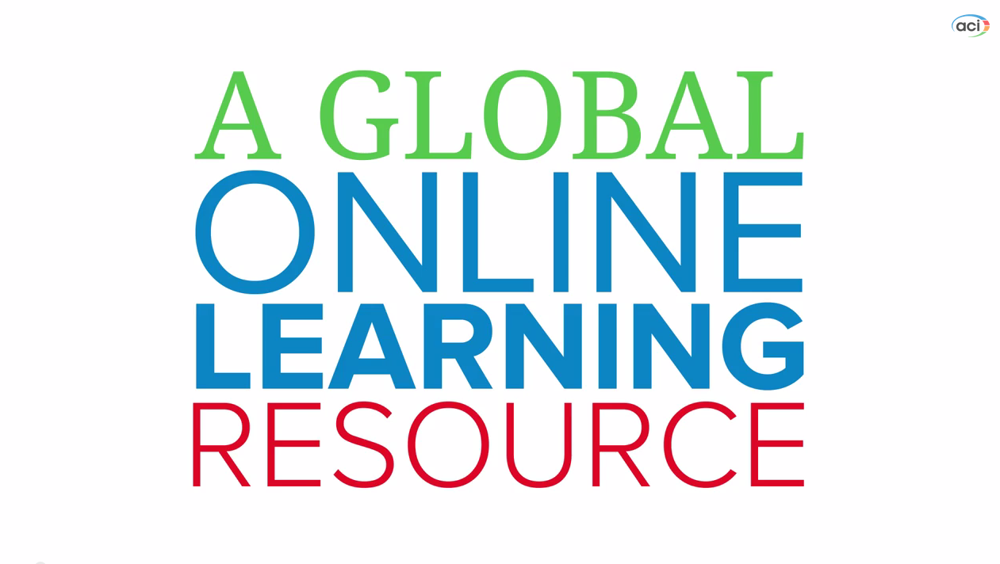 aci
A GLOBAL
ONLINE
LEARNING
RESOURCE